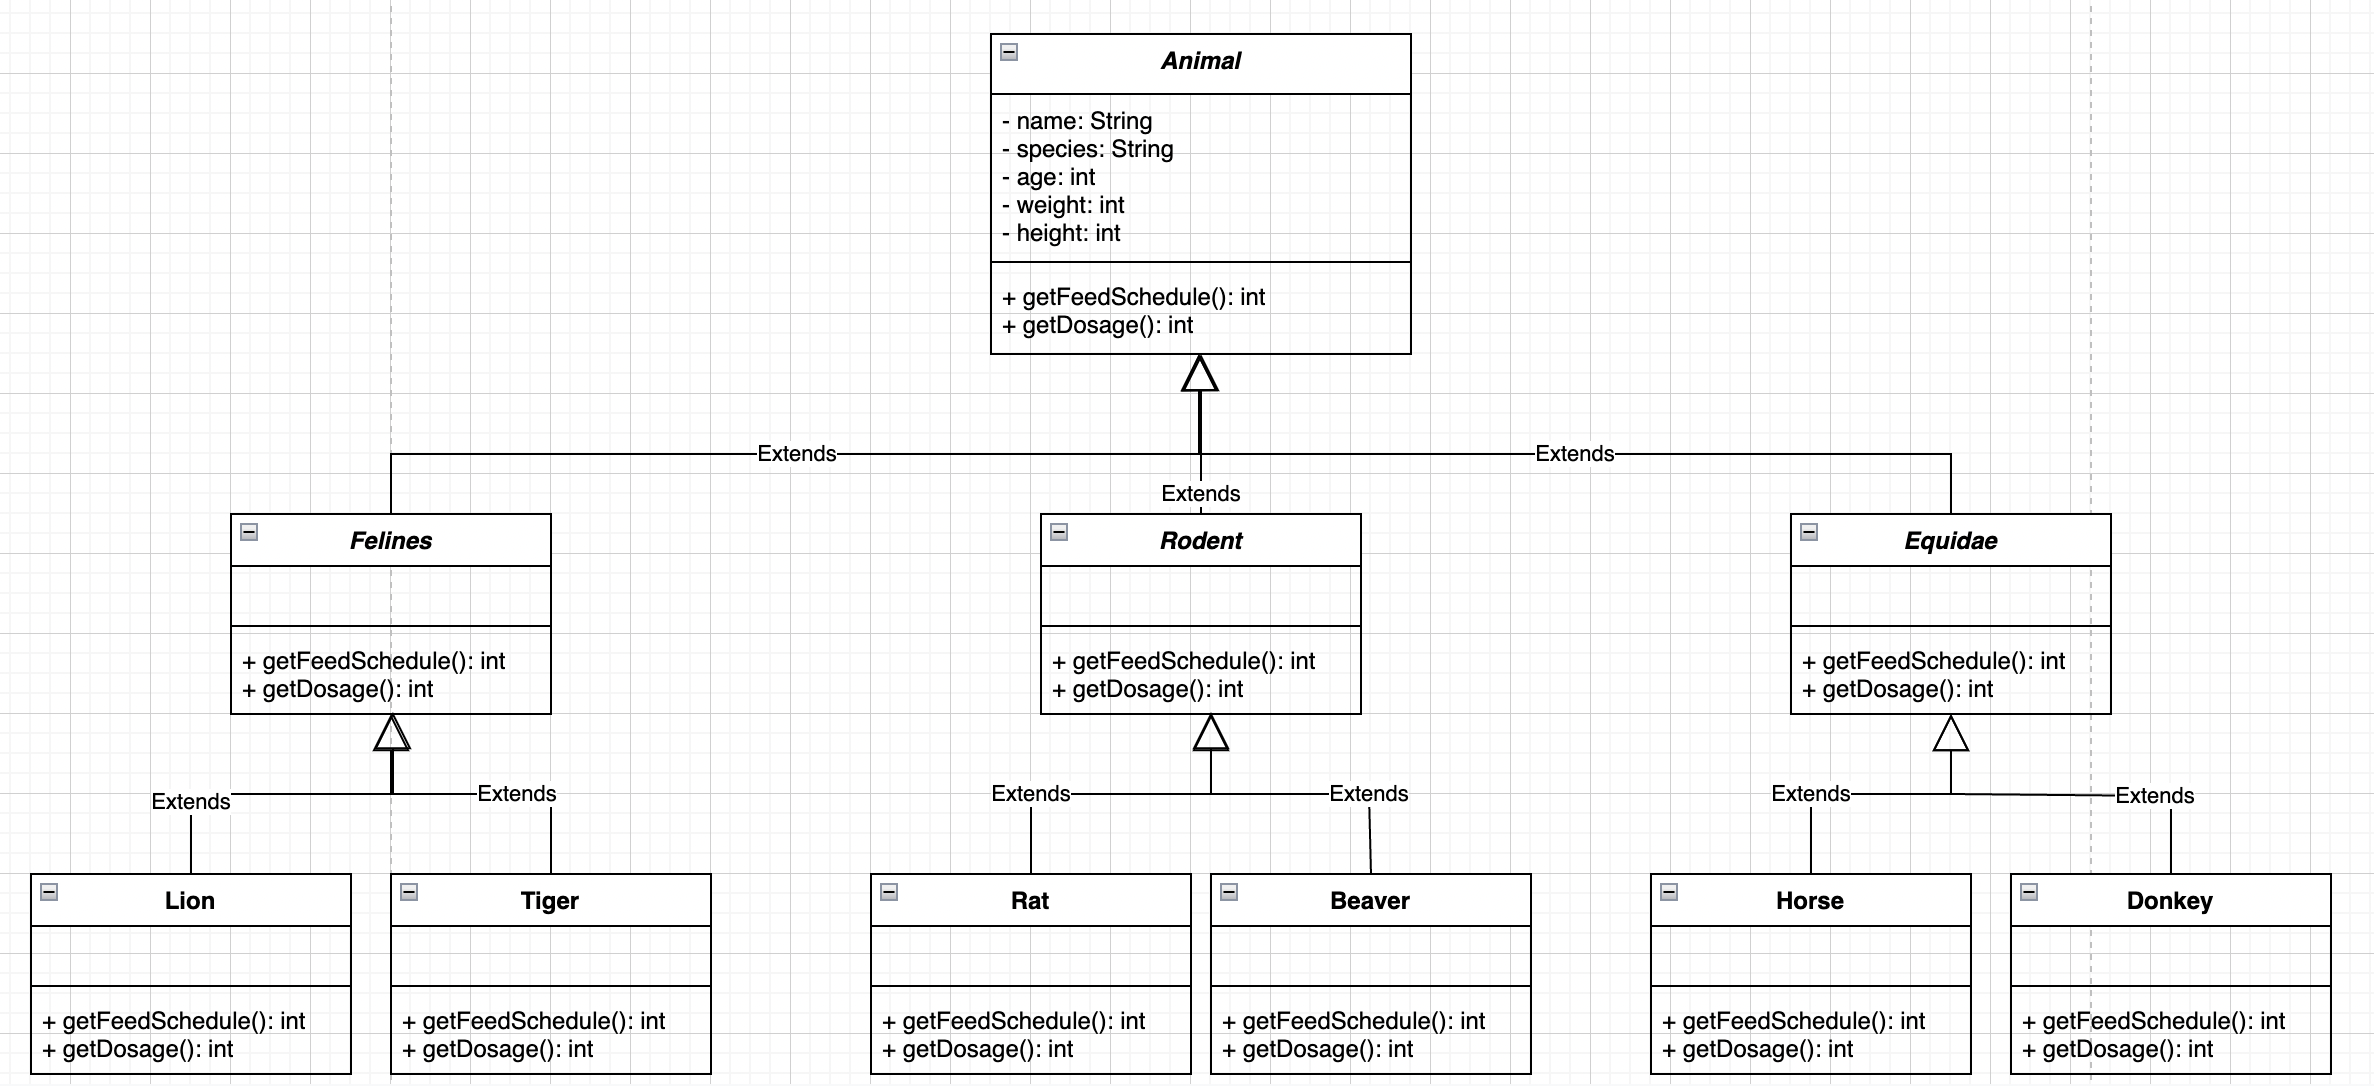 Animal
- name: String
- species: String
- age: int
- weight: int
- height: int
+ getFeedSchedule(): int
+ getDosage(): int
Extends
Extends
Extends
Felines
+ getFeedSchedule(): int
+ getDosage(): int
Rodent
+ getFeedSchedule(): int
+ getDosage(): int
Equidae
+ getFeedSchedule(): int
+ getDosage(): int
Extends
Extends
Extends
Extends
Extends
Extends
Lion
+ getFeedSchedule(): int
+ getDosage(): int
Tiger
+ getFeedSchedule(): int
+ getDosage(): int
Rat
+ getFeedSchedule(): int
+ getDosage(): int
Beaver
+ getFeedSchedule(): int
+ getDosage(): int
Horse
+ getFeedSchedule(): int
+ getDosage(): int
Donkey
+ getFeedSchedule(): int
+ getDosage(): int